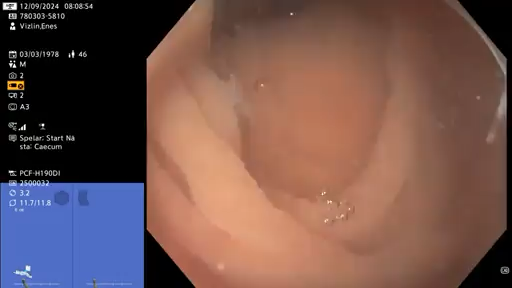 12/09/2024 08:08:54
780303-5810
Vizlin,Enes
03/03/1978 46
M
2
2
A3
Spelar: Start Nä
sta: Caecum
PCF-H190DI
2500032
3.2
11.7/11.8